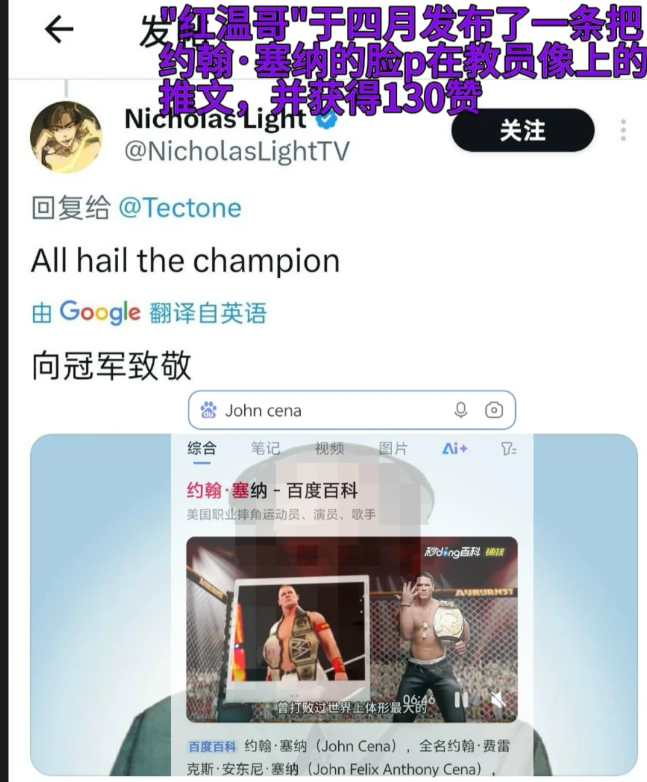 发帖
"红温哥"于四月发布了一条把
约翰·塞纳的脸p在教员像上的
推文，并获得130赞
Nicholas Light
@NicholasLightTV
关注
回复给 @Tectone
All hail the champion
由 Google 翻译自英语
向冠军致敬
John cena
综合 笔记 视频 图片 Ai+
约翰·塞纳 - 百度百科
美国职业摔角运动员、演员、歌手
秒dong百科
曾打败过世界上体形最大的
06:46
百度百科 约翰·塞纳（John Cena），全名约翰·费雷
克斯·安东尼·塞纳（John Felix Anthony Cena），